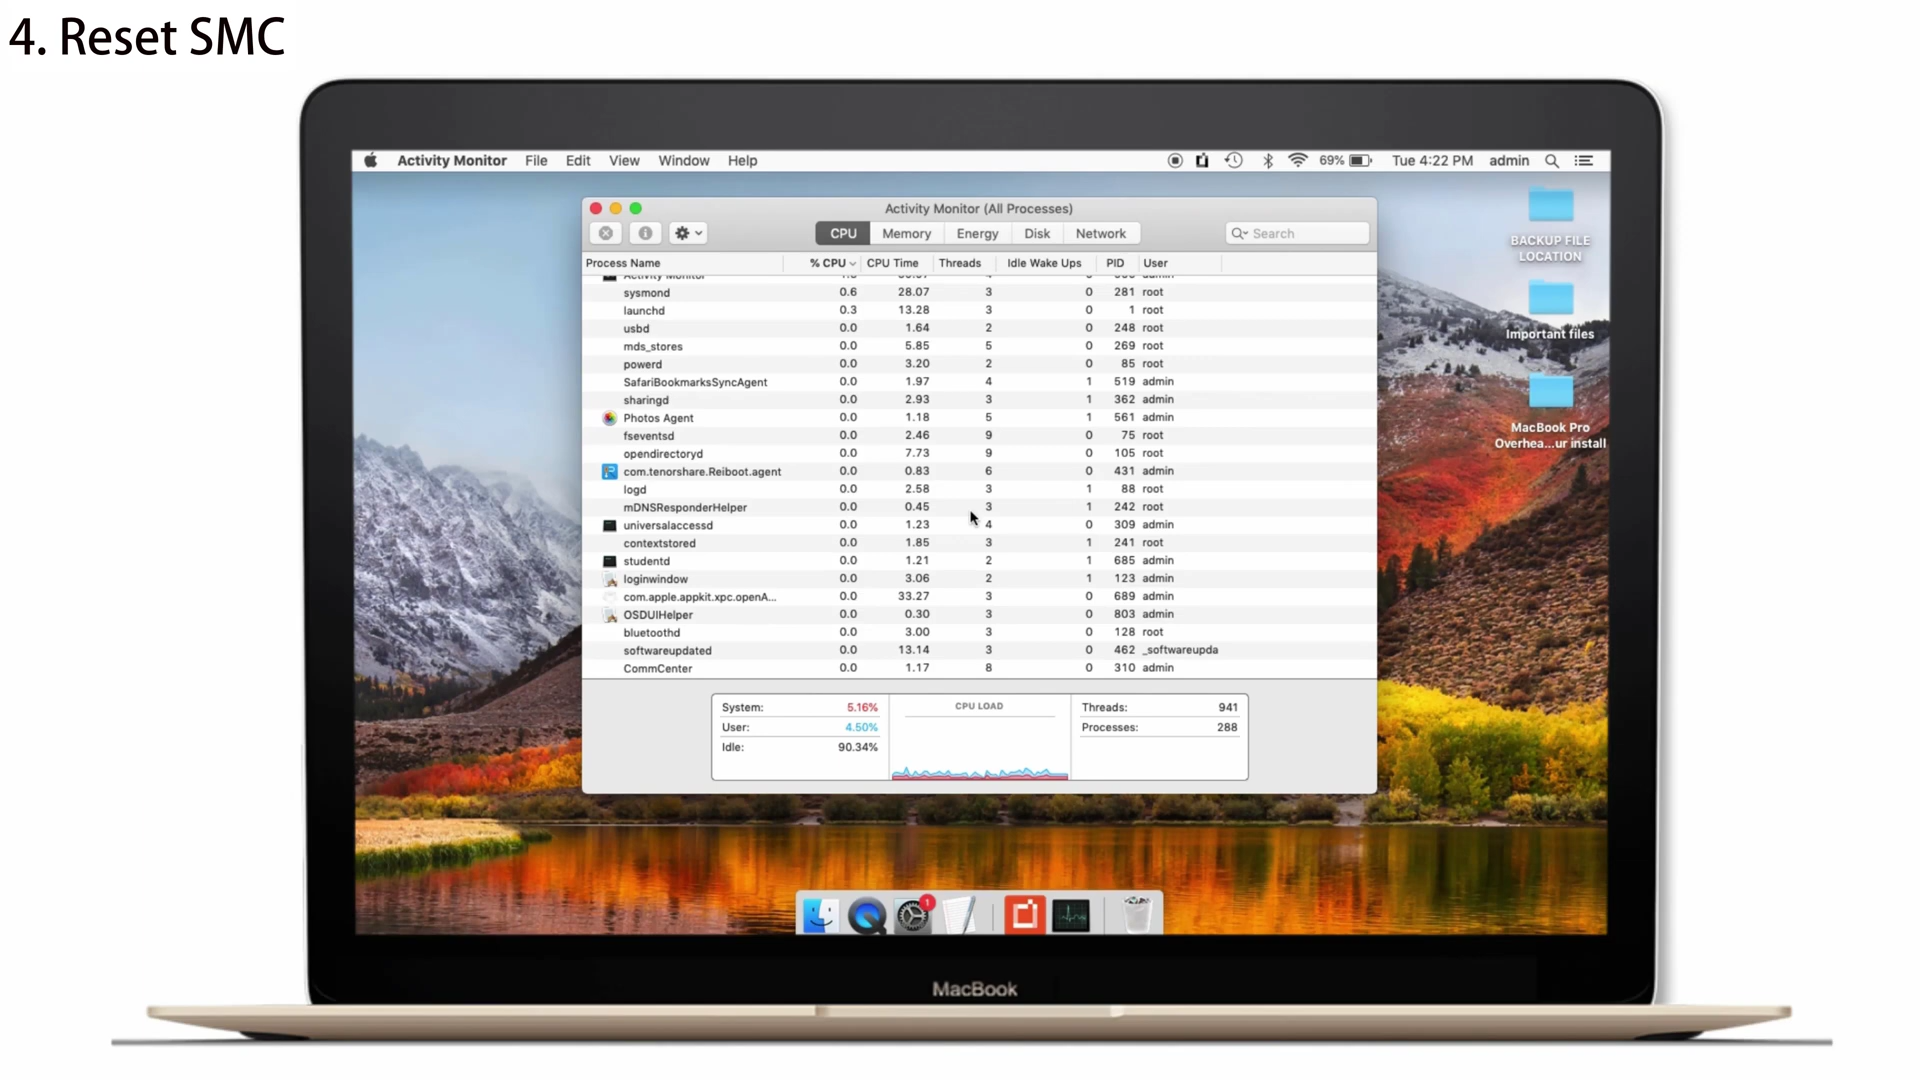 4. Reset SMC
Activity Monitor File Edit View Window Help 69% Tue 4:22 PM admin
Activity Monitor (All Processes)
CPU Memory Energy Disk Network Search
Process Name % CPU CPU Time Threads Idle Wake Ups PID User
Activity Monitor admin
sysmond 0.6 28.07 3 0 281 root
launchd 0.3 13.28 3 0 1 root
usbd 0.0 1.64 2 0 248 root
mds_stores 0.0 5.85 5 0 269 root
powerd 0.0 3.20 2 0 85 root
SafariBookmarksSyncAgent 0.0 1.97 4 1 519 admin
sharingd 0.0 2.93 3 1 362 admin
Photos Agent 0.0 1.18 5 1 561 admin
fseventsd 0.0 2.46 9 0 75 root
opendirectoryd 0.0 7.73 9 0 105 root
com.tenorshare.Reiboot.agent 0.0 0.83 6 0 431 admin
logd 0.0 2.58 3 1 88 root
mDNSResponderHelper 0.0 0.45 3 1 242 root
universalaccessd 0.0 1.23 4 0 309 admin
contextstored 0.0 1.85 3 1 241 root
studentd 0.0 1.21 2 1 685 admin
loginwindow 0.0 3.06 2 1 123 admin
com.apple.appkit.xpc.openA... 0.0 33.27 3 0 689 admin
OSDUIHelper 0.0 0.30 3 0 803 admin
bluetoothd 0.0 3.00 3 0 128 root
softwareupdated 0.0 13.14 3 0 462 _softwareupda
CommCenter 0.0 1.17 8 0 310 admin
System: 5.16%
User: 4.50%
Idle: 90.34%
CPU LOAD
Threads: 941
Processes: 288
BACKUP FILE
LOCATION
Important files
MacBook Pro
Overhea...ur install
1
MacBook